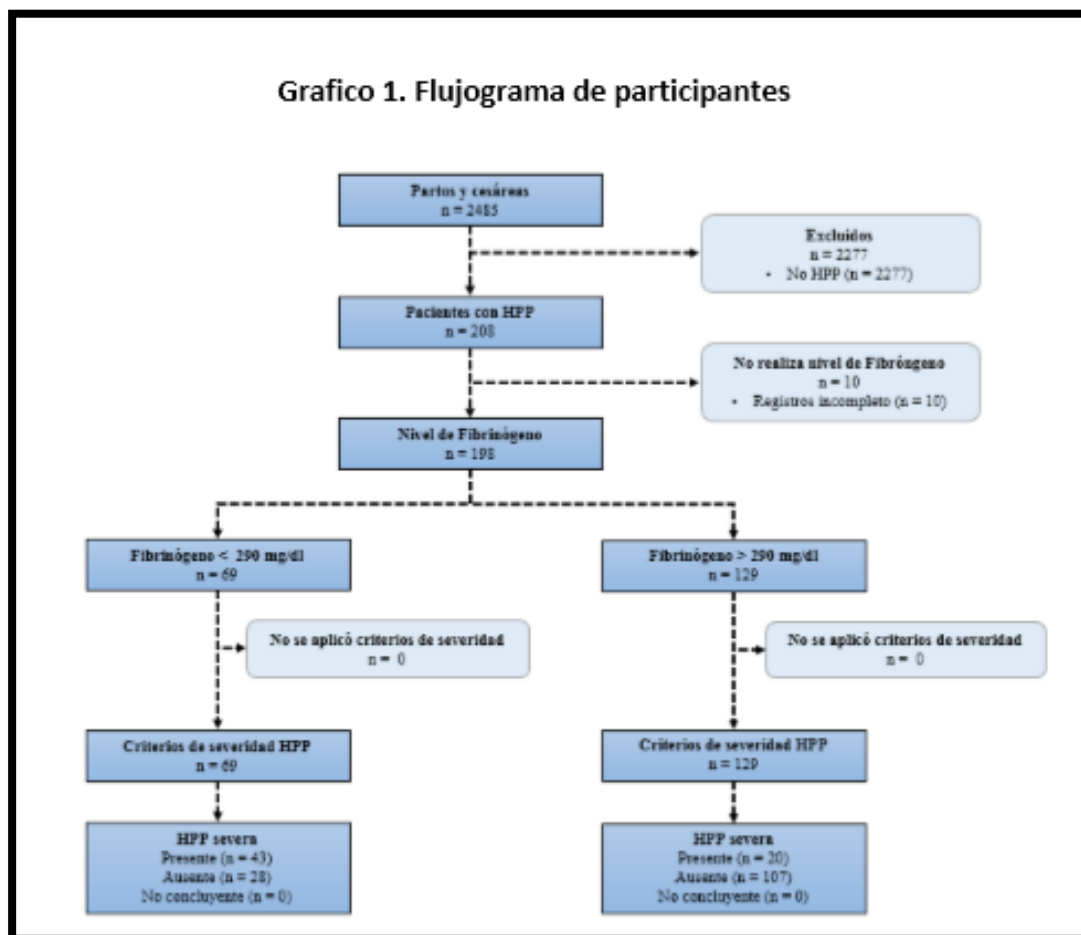 Grafico 1. Flujograma de participantes
Partos y cesáreas
n = 2485
Excluidos
n = 2277
• No HPP (n = 2277)
Pacientes con HPP
n = 208
No realiza nivel de Fibróngeno
n = 10
• Registros incompleto (n = 10)
Nivel de Fibrinógeno
n = 198
Fibrinógeno < 290 mg/dl
n = 69
Fibrinógeno > 290 mg/dl
n = 129
No se aplicó criterios de severidad
n = 0
No se aplicó criterios de severidad
n = 0
Criterios de severidad HPP
n = 69
Criterios de severidad HPP
n = 129
HPP severa
Presente (n = 43)
Ausente (n = 28)
No concluyente (n = 0)
HPP severa
Presente (n = 20)
Ausente (n = 107)
No concluyente (n = 0)